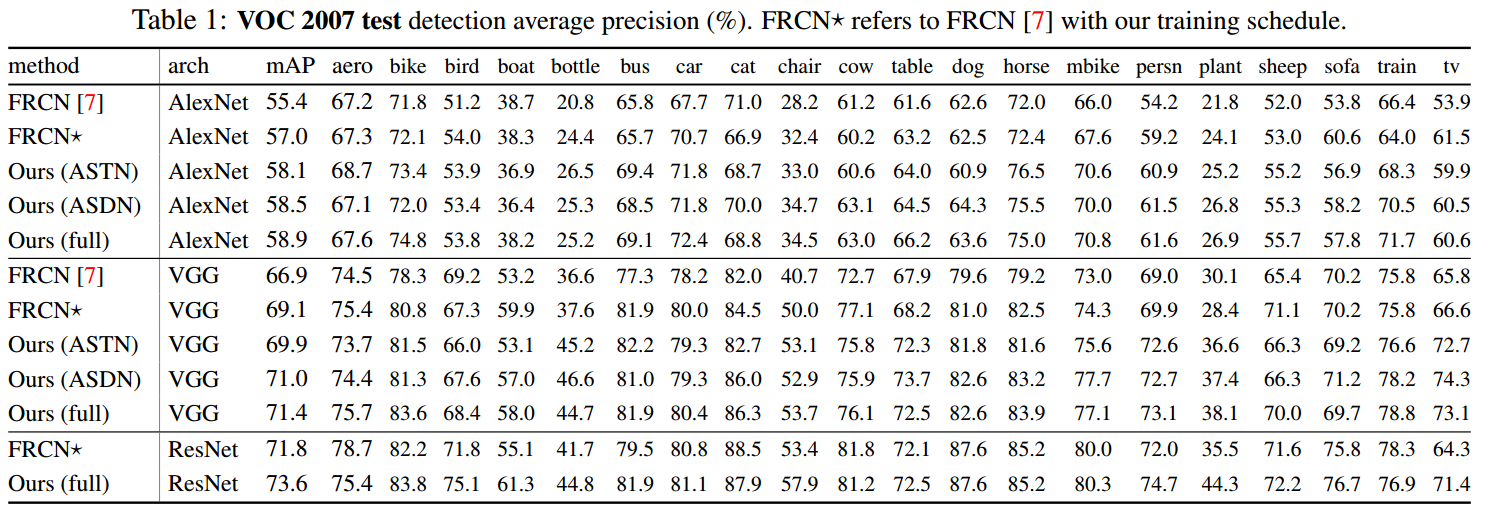 Table 1: VOC 2007 test detection average precision (%). FRCN⋆ refers to FRCN [7] with our training schedule.
method arch mAP aero bike bird boat bottle bus car cat chair cow table dog horse mbike persn plant sheep sofa train tv
FRCN [7] AlexNet 55.4 67.2 71.8 51.2 38.7 20.8 65.8 67.7 71.0 28.2 61.2 61.6 62.6 72.0 66.0 54.2 21.8 52.0 53.8 66.4 53.9
FRCN⋆ AlexNet 57.0 67.3 72.1 54.0 38.3 24.4 65.7 70.7 66.9 32.4 60.2 63.2 62.5 72.4 67.6 59.2 24.1 53.0 60.6 64.0 61.5
Ours (ASTN) AlexNet 58.1 68.7 73.4 53.9 36.9 26.5 69.4 71.8 68.7 33.0 60.6 64.0 60.9 76.5 70.6 60.9 25.2 55.2 56.9 68.3 59.9
Ours (ASDN) AlexNet 58.5 67.1 72.0 53.4 36.4 25.3 68.5 71.8 70.0 34.7 63.1 64.5 64.3 75.5 70.0 61.5 26.8 55.3 58.2 70.5 60.5
Ours (full) AlexNet 58.9 67.6 74.8 53.8 38.2 25.2 69.1 72.4 68.8 34.5 63.0 66.2 63.6 75.0 70.8 61.6 26.9 55.7 57.8 71.7 60.6
FRCN [7] VGG 66.9 74.5 78.3 69.2 53.2 36.6 77.3 78.2 82.0 40.7 72.7 67.9 79.6 79.2 73.0 69.0 30.1 65.4 70.2 75.8 65.8
FRCN⋆ VGG 69.1 75.4 80.8 67.3 59.9 37.6 81.9 80.0 84.5 50.0 77.1 68.2 81.0 82.5 74.3 69.9 28.4 71.1 70.2 75.8 66.6
Ours (ASTN) VGG 69.9 73.7 81.5 66.0 53.1 45.2 82.2 79.3 82.7 53.1 75.8 72.3 81.8 81.6 75.6 72.6 36.6 66.3 69.2 76.6 72.7
Ours (ASDN) VGG 71.0 74.4 81.3 67.6 57.0 46.6 81.0 79.3 86.0 52.9 75.9 73.7 82.6 83.2 77.7 72.7 37.4 66.3 71.2 78.2 74.3
Ours (full) VGG 71.4 75.7 83.6 68.4 58.0 44.7 81.9 80.4 86.3 53.7 76.1 72.5 82.6 83.9 77.1 73.1 38.1 70.0 69.7 78.8 73.1
FRCN⋆ ResNet 71.8 78.7 82.2 71.8 55.1 41.7 79.5 80.8 88.5 53.4 81.8 72.1 87.6 85.2 80.0 72.0 35.5 71.6 75.8 78.3 64.3
Ours (full) ResNet 73.6 75.4 83.8 75.1 61.3 44.8 81.9 81.1 87.9 57.9 81.2 72.5 87.6 85.2 80.3 74.7 44.3 72.2 76.7 76.9 71.4